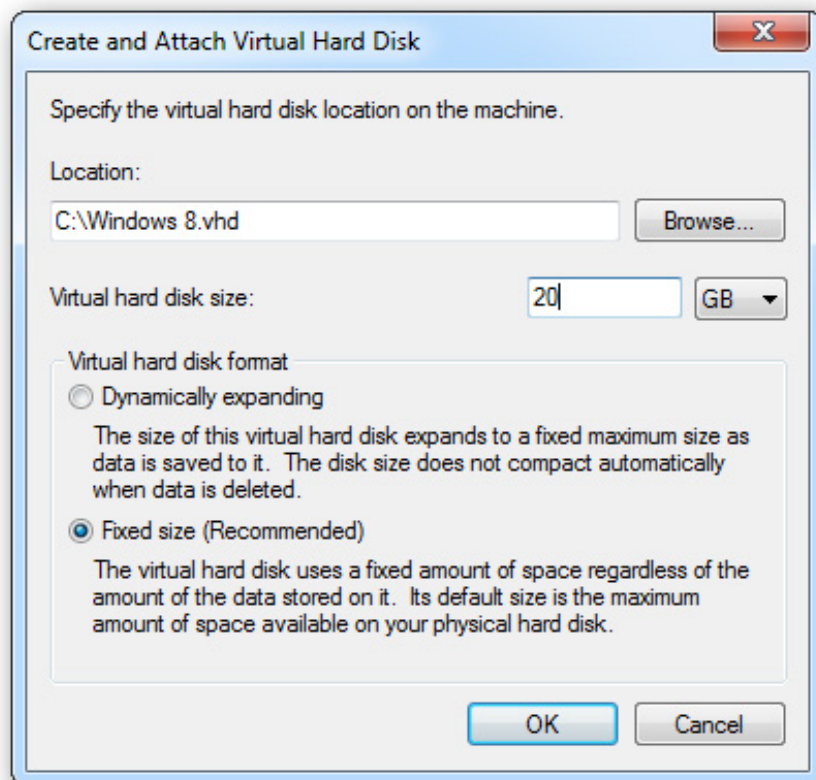 Create and Attach Virtual Hard Disk
Specify the virtual hard disk location on the machine.
Location:
C:\Windows 8.vhd
Browse...
Virtual hard disk size:
20
GB
Virtual hard disk format
Dynamically expanding
The size of this virtual hard disk expands to a fixed maximum size as
data is saved to it.  The disk size does not compact automatically
when data is deleted.
Fixed size (Recommended)
The virtual hard disk uses a fixed amount of space regardless of the
amount of the data stored on it.  Its default size is the maximum
amount of space available on your physical hard disk.
OK
Cancel